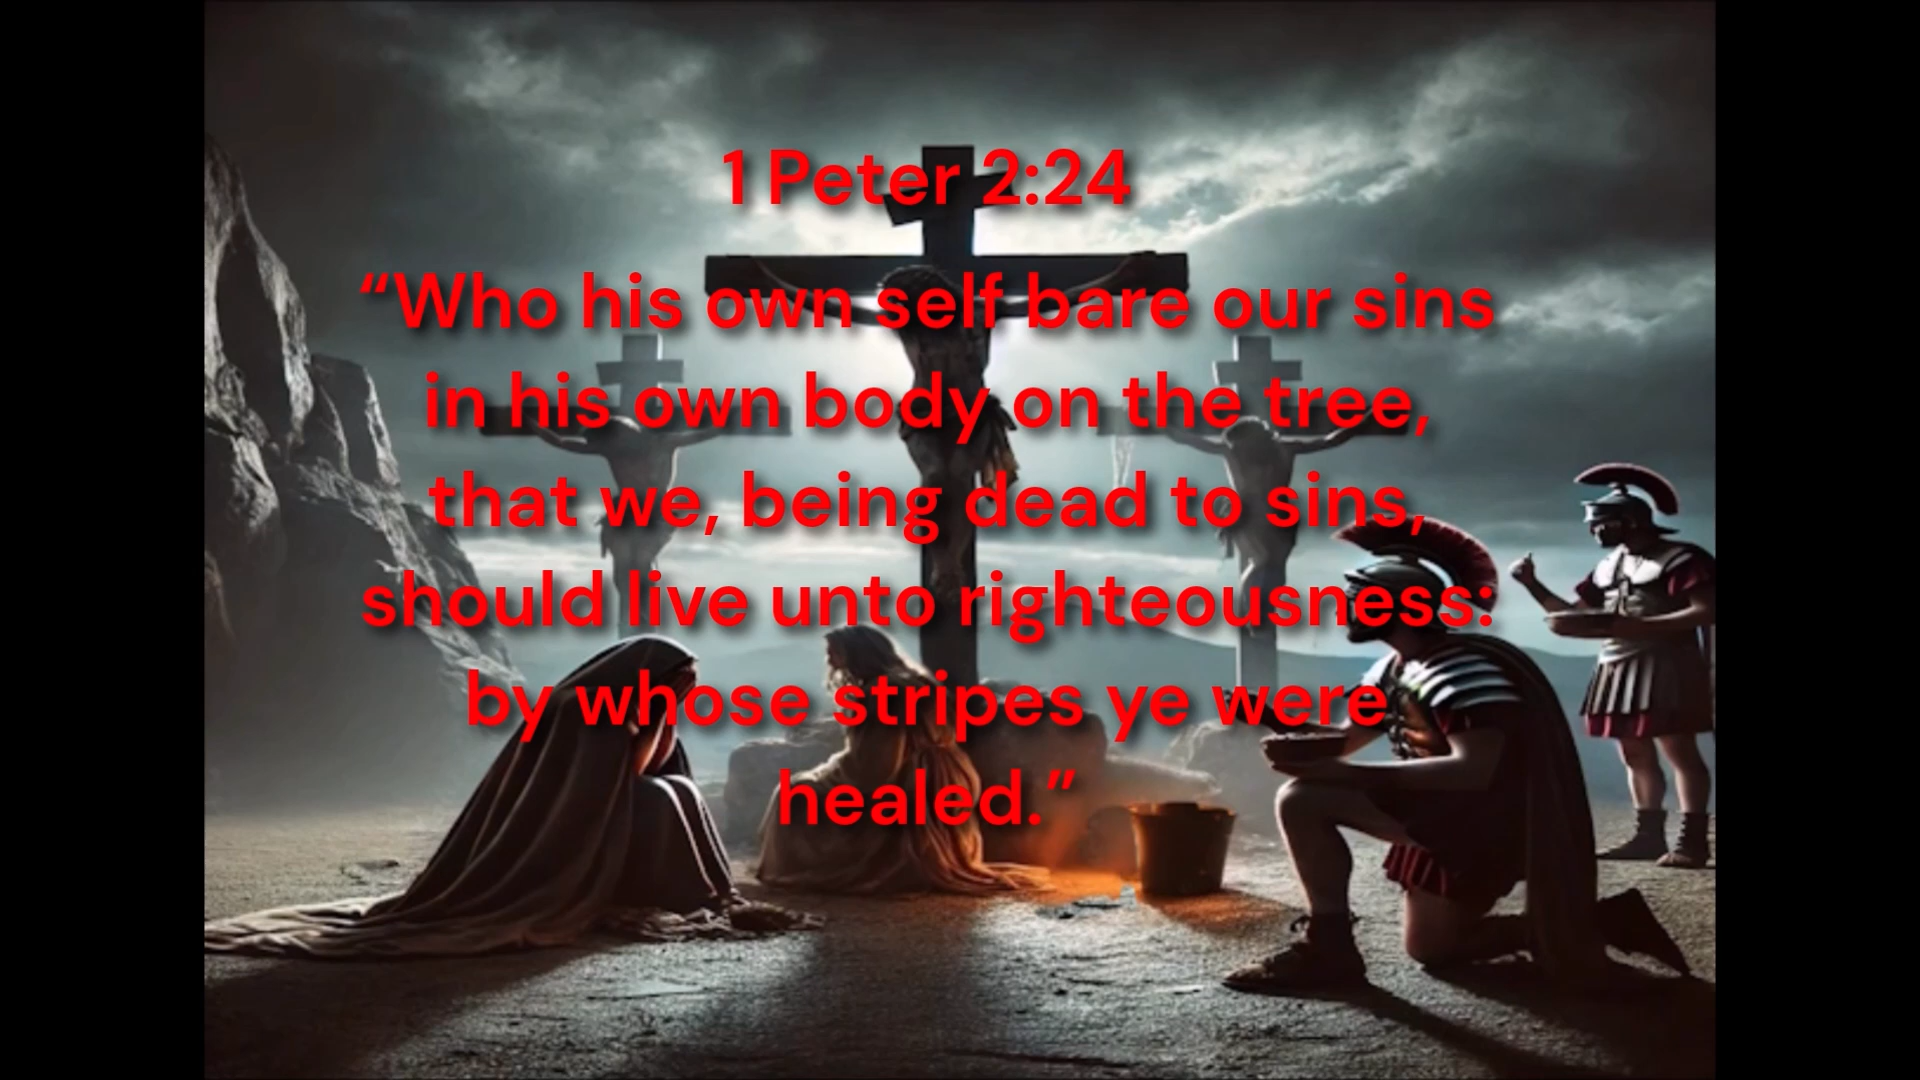 1 Peter 2:24
“Who his own self bare our sins
in his own body on the tree,
that we, being dead to sins,
should live unto righteousness:
by whose stripes ye were
healed.”